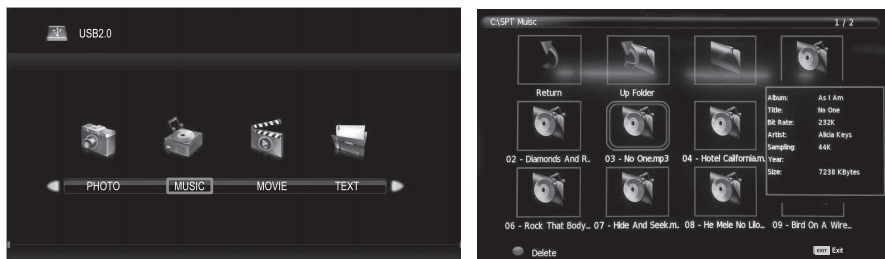 USB2.0
PHOTO MUSIC MOVIE TEXT
C:\SPT Muisc 1 / 2
Return Up Folder
Album: As I Am
Title: No One
Bit Rate: 232K
Artist: Alicia Keys
Sampling: 44K
Year:
Size: 7238 KBytes
02 - Diamonds And R.. 03 - No One.mp3 04 - Hotel California.m.
06 - Rock That Body... 07 - Hide And Seek.m.. 08 - He Mele No Lilo... 09 - Bird On A Wire...
Delete EXIT Exit